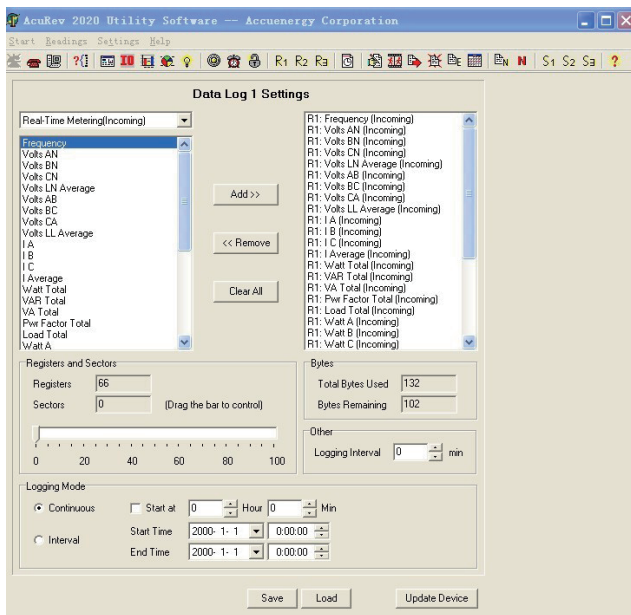 AcuRev 2020 Utility Software -- Accuenergy Corporation
Start Readings Settings Help
R1 R2 R3 EN N S1 S2 S3 ?
Data Log 1 Settings
Real-Time Metering(Incoming)
Frequency
Volts AN
Volts BN
Volts CN
Volts LN Average
Volts AB
Volts BC
Volts CA
Volts LL Average
I A
I B
I C
I Average
Watt Total
VAR Total
VA Total
Pwr Factor Total
Load Total
Watt A
Add >>
<< Remove
Clear All
R1: Frequency (Incoming)
R1: Volts AN (Incoming)
R1: Volts BN (Incoming)
R1: Volts CN (Incoming)
R1: Volts LN Average (Incoming)
R1: Volts AB (Incoming)
R1: Volts BC (Incoming)
R1: Volts CA (Incoming)
R1: Volts LL Average (Incoming)
R1: I A (Incoming)
R1: I B (Incoming)
R1: I C (Incoming)
R1: I Average (Incoming)
R1: Watt Total (Incoming)
R1: VAR Total (Incoming)
R1: VA Total (Incoming)
R1: Pwr Factor Total (Incoming)
R1: Load Total (Incoming)
R1: Watt A (Incoming)
R1: Watt B (Incoming)
R1: Watt C (Incoming)
Registers and Sectors
Registers 66
Sectors 0 (Drag the bar to control)
0 20 40 60 80 100
Bytes
Total Bytes Used 132
Bytes Remaining 102
Other
Logging Interval 0 min
Logging Mode
Continuous Start at 0 Hour 0 Min
Interval Start Time 2000- 1- 1 0:00:00
End Time 2000- 1- 1 0:00:00
Save Load Update Device